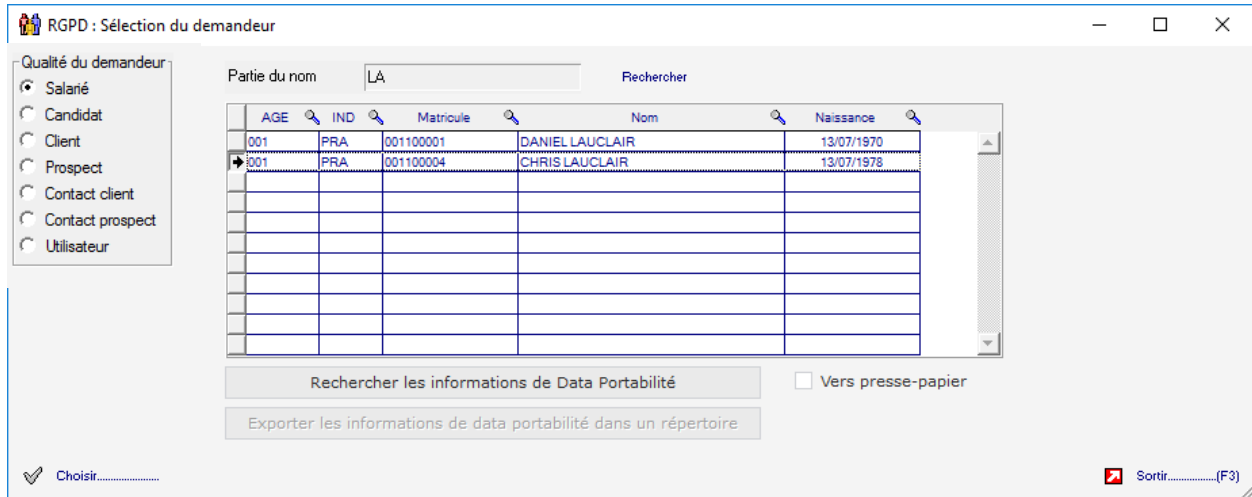 RGPD : Sélection du demandeur
Qualité du demandeur
Salarié
Candidat
Client
Prospect
Contact client
Contact prospect
Utilisateur
Partie du nom LA Rechercher
AGE IND Matricule Nom Naissance
001 PRA 001100001 DANIEL LAUCLAIR 13/07/1970
001 PRA 001100004 CHRIS LAUCLAIR 13/07/1978
Rechercher les informations de Data Portabilité Vers presse-papier
Exporter les informations de data portabilité dans un répertoire
Choisir.................... Sortir................(F3)